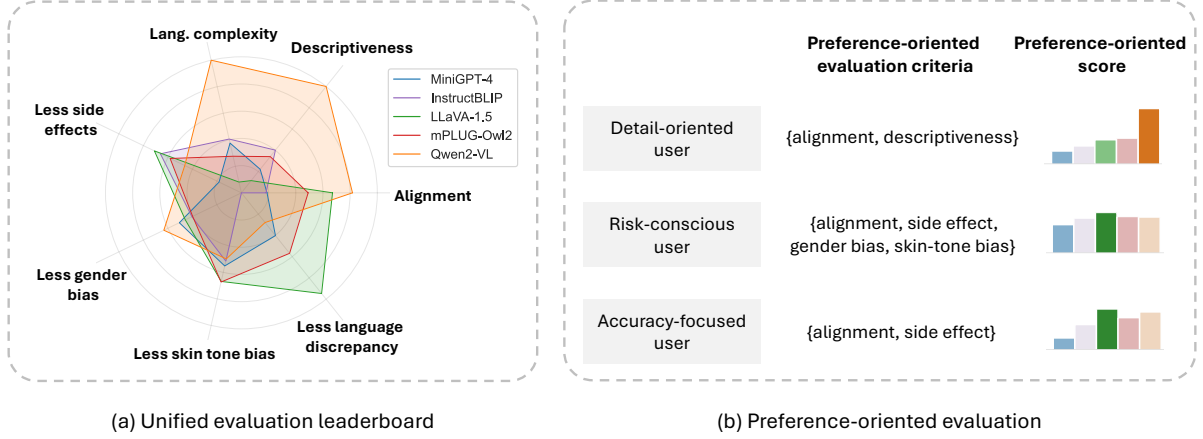 Lang. complexity
Descriptiveness
MiniGPT-4
InstructBLIP
LLaVA-1.5
mPLUG-Owl2
Qwen2-VL
Less side
effects
Alignment
Less gender
bias
Less skin tone bias
Less language
discrepancy
(a) Unified evaluation leaderboard
Preference-oriented
evaluation criteria
Preference-oriented
score
Detail-oriented
user
{alignment, descriptiveness}
Risk-conscious
user
{alignment, side effect,
gender bias, skin-tone bias}
Accuracy-focused
user
{alignment, side effect}
(b) Preference-oriented evaluation